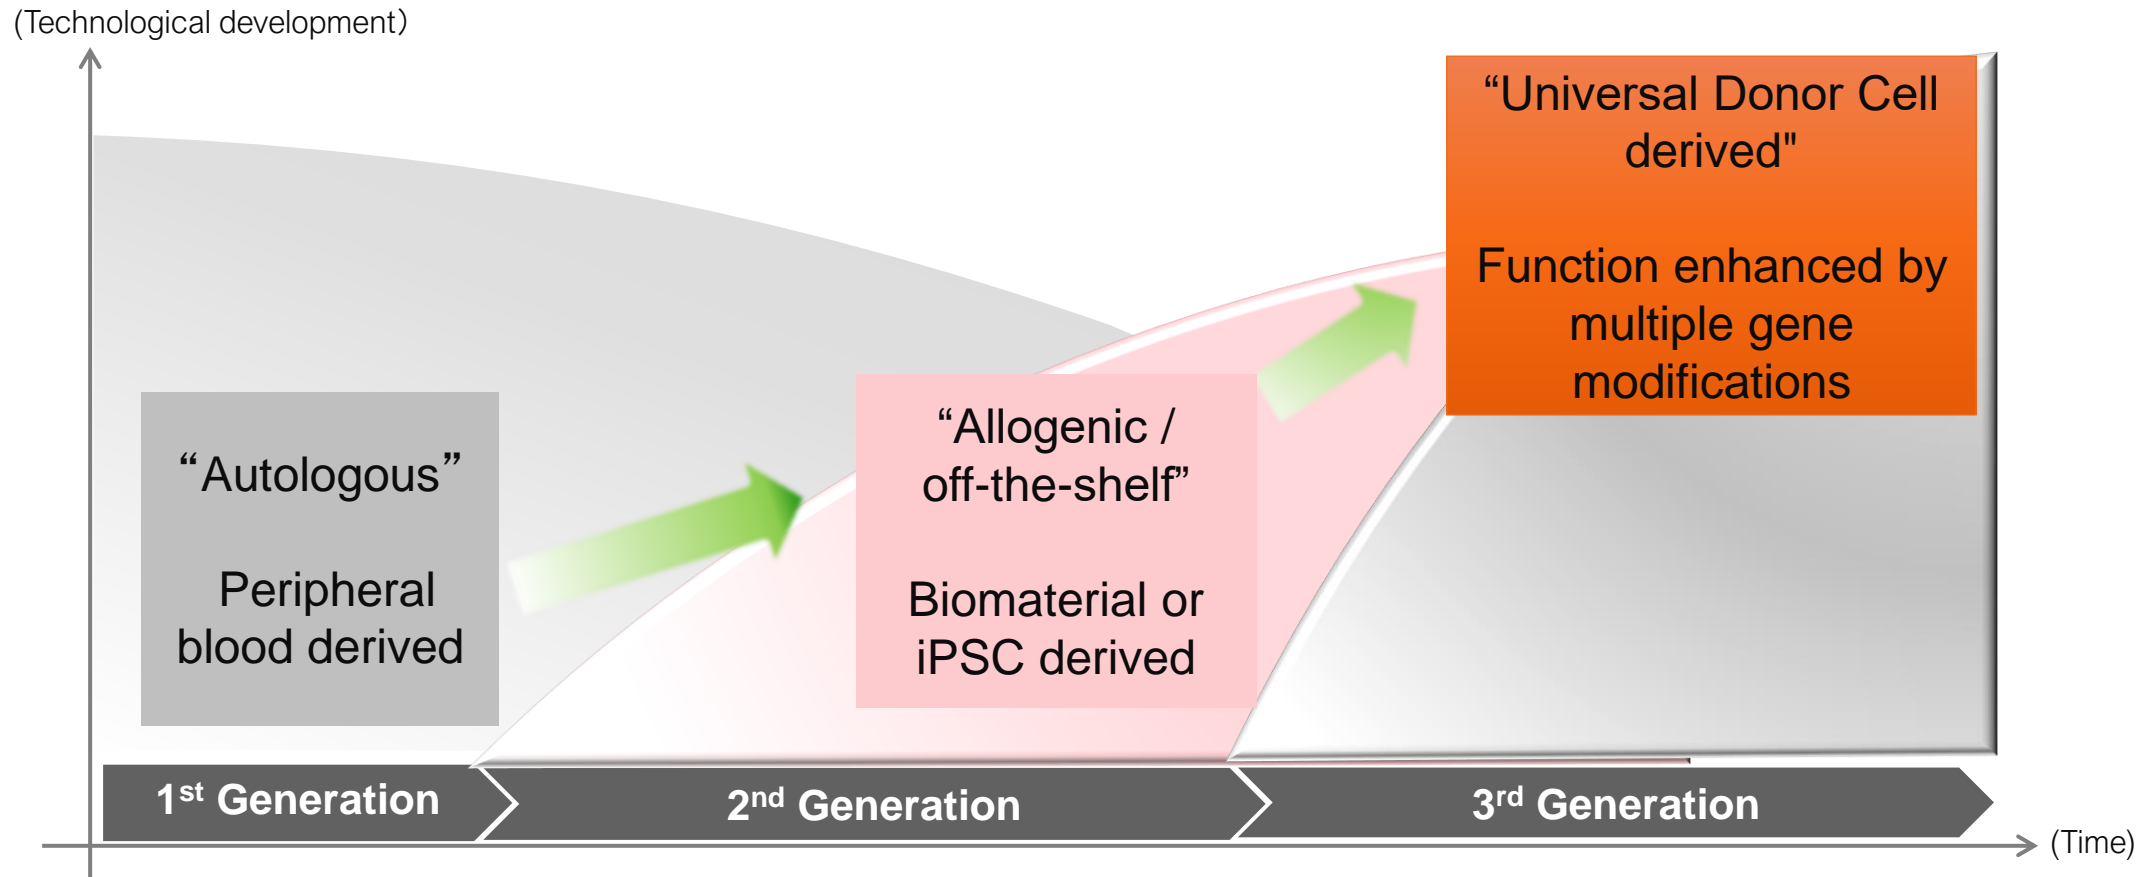 (Technological development)
“Universal Donor Cell
derived"
Function enhanced by
multiple gene
modifications
“Allogenic /
off-the-shelf”
Biomaterial or
iPSC derived
“Autologous”
Peripheral
blood derived
1st Generation
2nd Generation
3rd Generation
(Time)